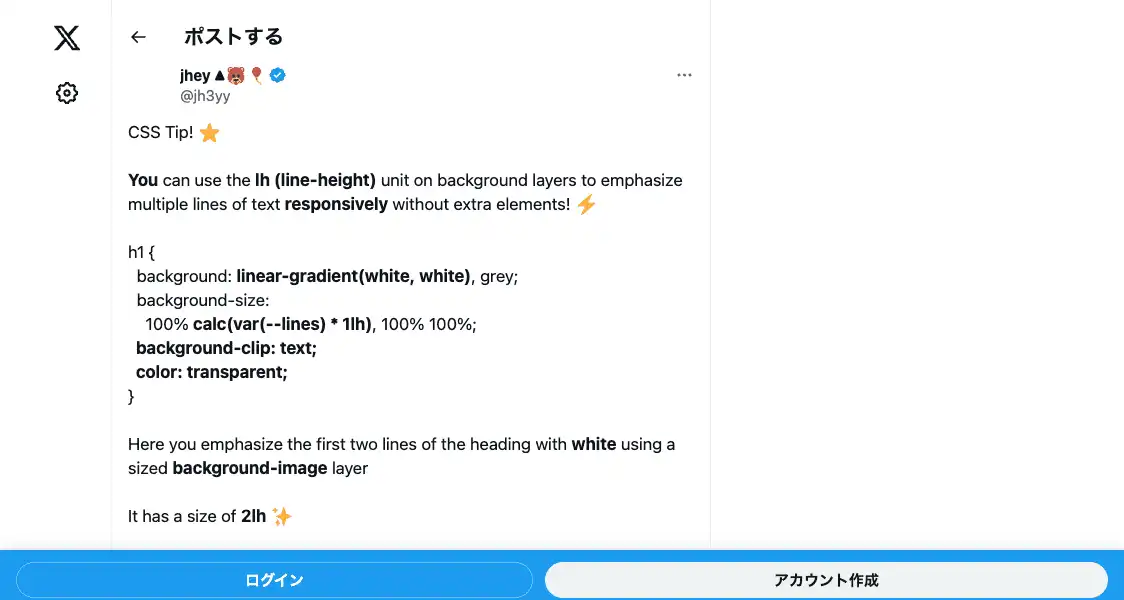 ポストする
jhey ▲🐻🎈
@jh3yy
CSS Tip! ⭐
You can use the lh (line-height) unit on background layers to emphasize
multiple lines of text responsively without extra elements! ⚡
h1 {
  background: linear-gradient(white, white), grey;
  background-size:
    100% calc(var(--lines) * 1lh), 100% 100%;
  background-clip: text;
  color: transparent;
}
Here you emphasize the first two lines of the heading with white using a
sized background-image layer
It has a size of 2lh ✨
ログイン
アカウント作成